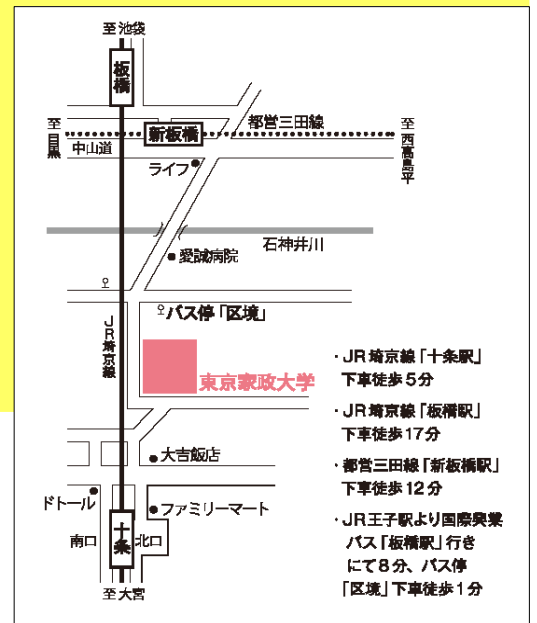 至池袋
板橋
至目黒
新板橋
都営三田線
至西高島平
中山道
ライフ
石神井川
愛誠病院
バス停「区境」
JR埼京線
東京家政大学
・JR埼京線「十条駅」
下車徒歩5分
・JR埼京線「板橋駅」
下車徒歩17分
・都営三田線「新板橋駅」
下車徒歩12分
・JR王子駅より国際興業
バス「板橋駅」行き
にて8分、バス停
「区境」下車徒歩1分
大吉飯店
ドトール
ファミリーマート
南口
十条
北口
至大宮